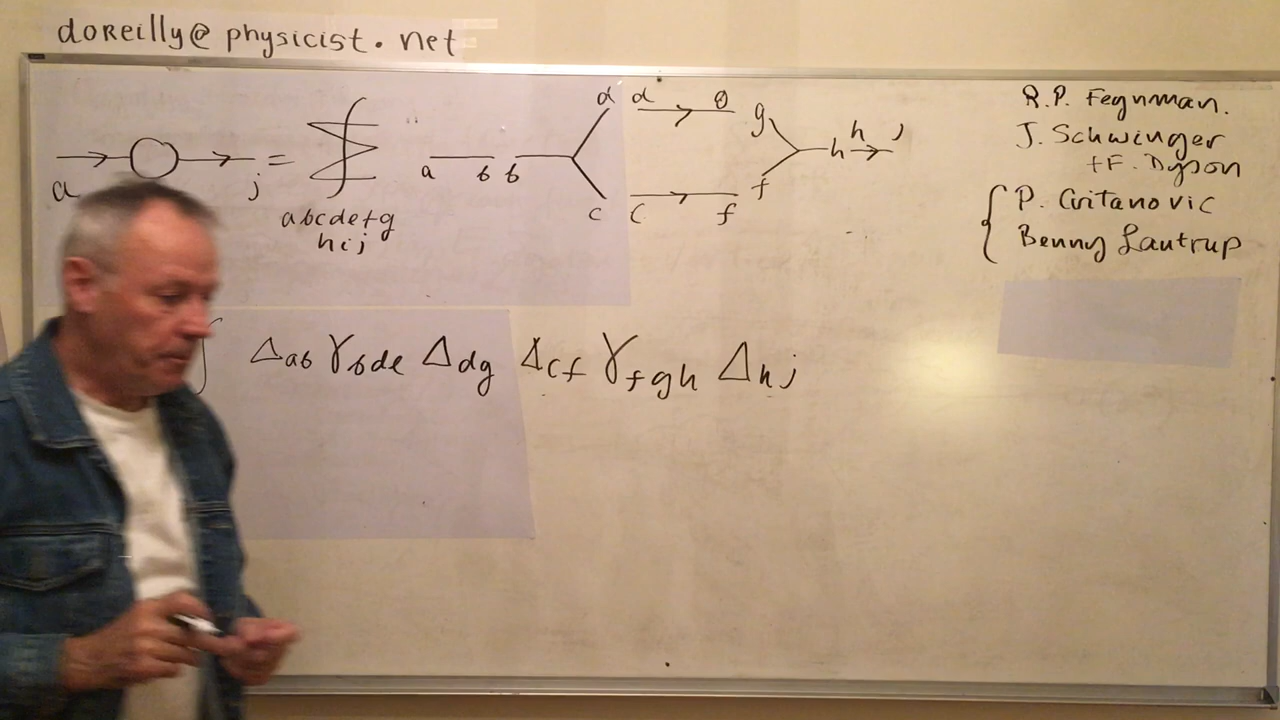 doReilly@physicist.net
a j = Σ∫ a b b d c d θ C f g f h h j
abcdefg
hij
R.P. Feynman.
J. Schwinger
+F. Dyson
P. Cvitanovic
Benny Lautrup
∫ Δab γbde Δdg Δcf γfgh Δhj